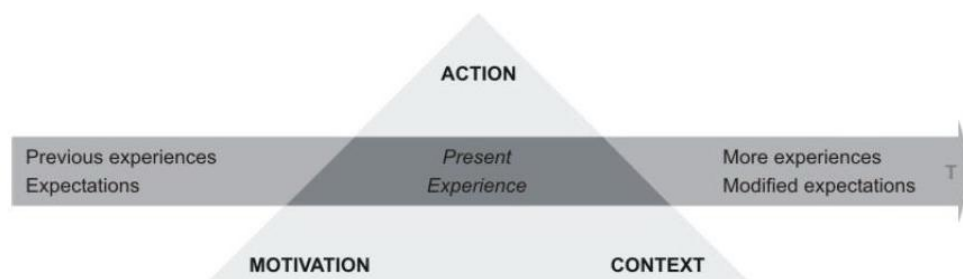 ACTION
Previous experiences
Expectations
Present
Experience
More experiences
Modified expectations
T
MOTIVATION
CONTEXT